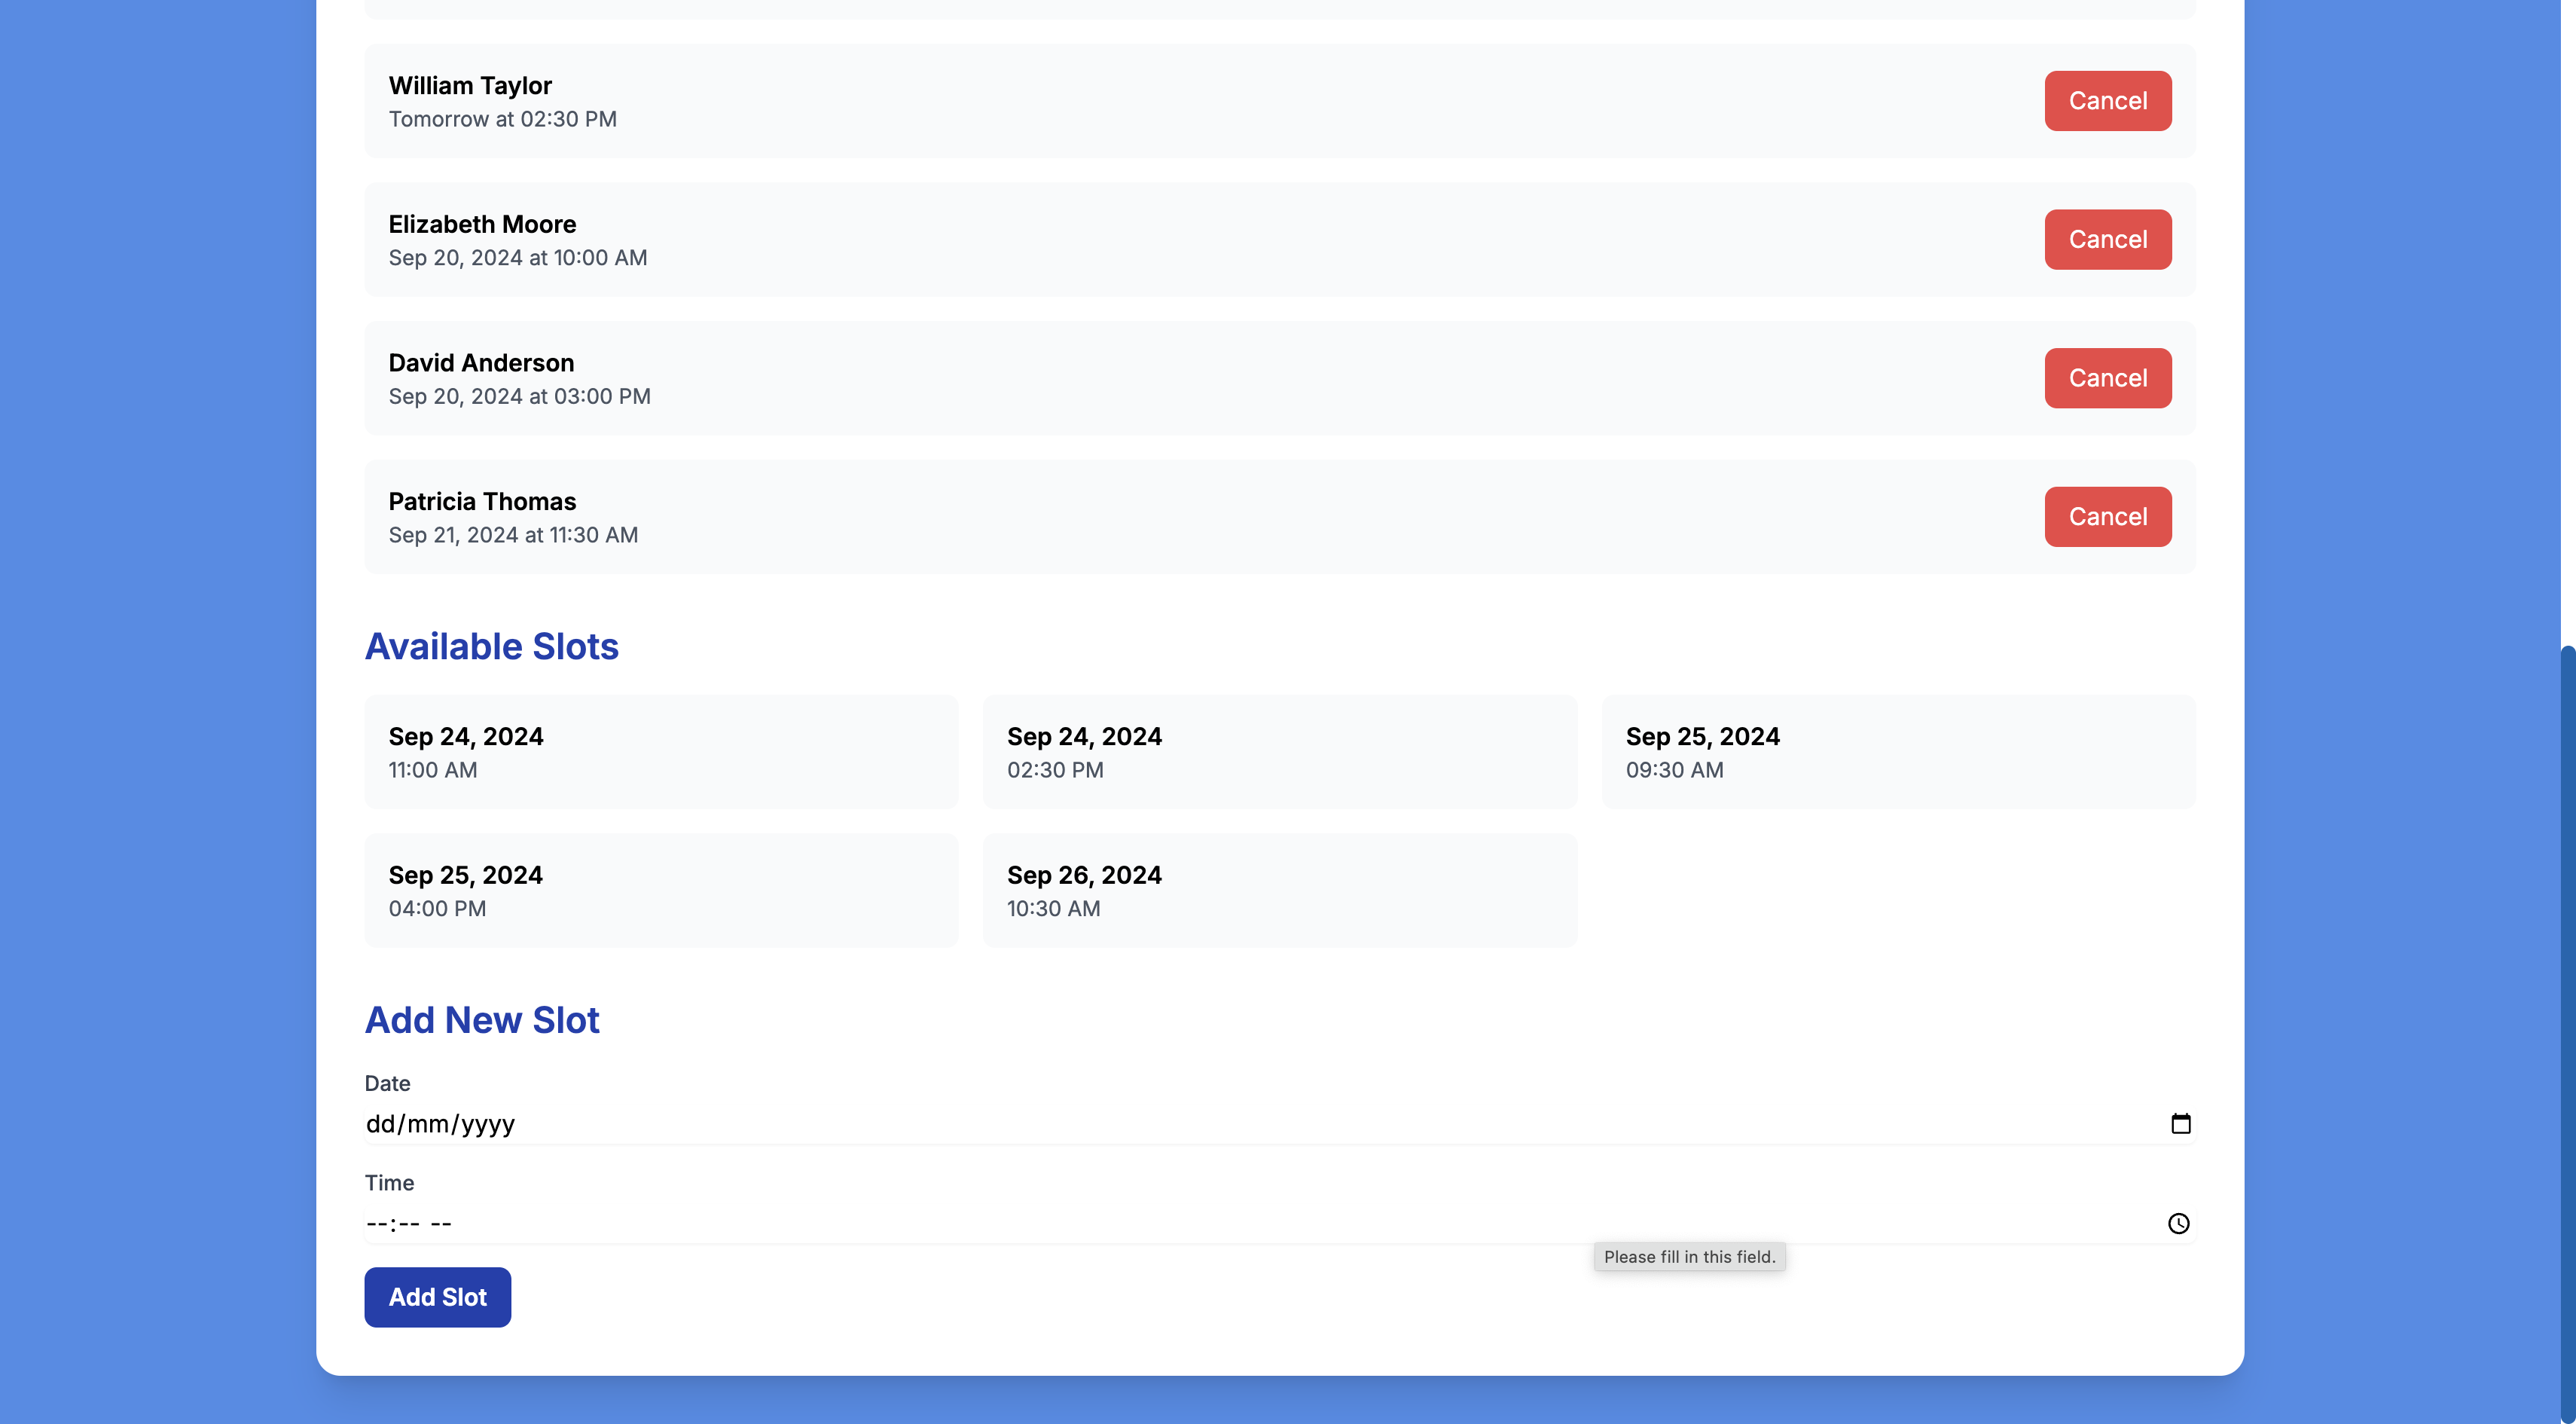 William Taylor
Tomorrow at 02:30 PM
Cancel
Elizabeth Moore
Sep 20, 2024 at 10:00 AM
Cancel
David Anderson
Sep 20, 2024 at 03:00 PM
Cancel
Patricia Thomas
Sep 21, 2024 at 11:30 AM
Cancel
Available Slots
Sep 24, 2024
11:00 AM
Sep 24, 2024
02:30 PM
Sep 25, 2024
09:30 AM
Sep 25, 2024
04:00 PM
Sep 26, 2024
10:30 AM
Add New Slot
Date
dd/mm/yyyy
Time
--:-- --
Please fill in this field.
Add Slot